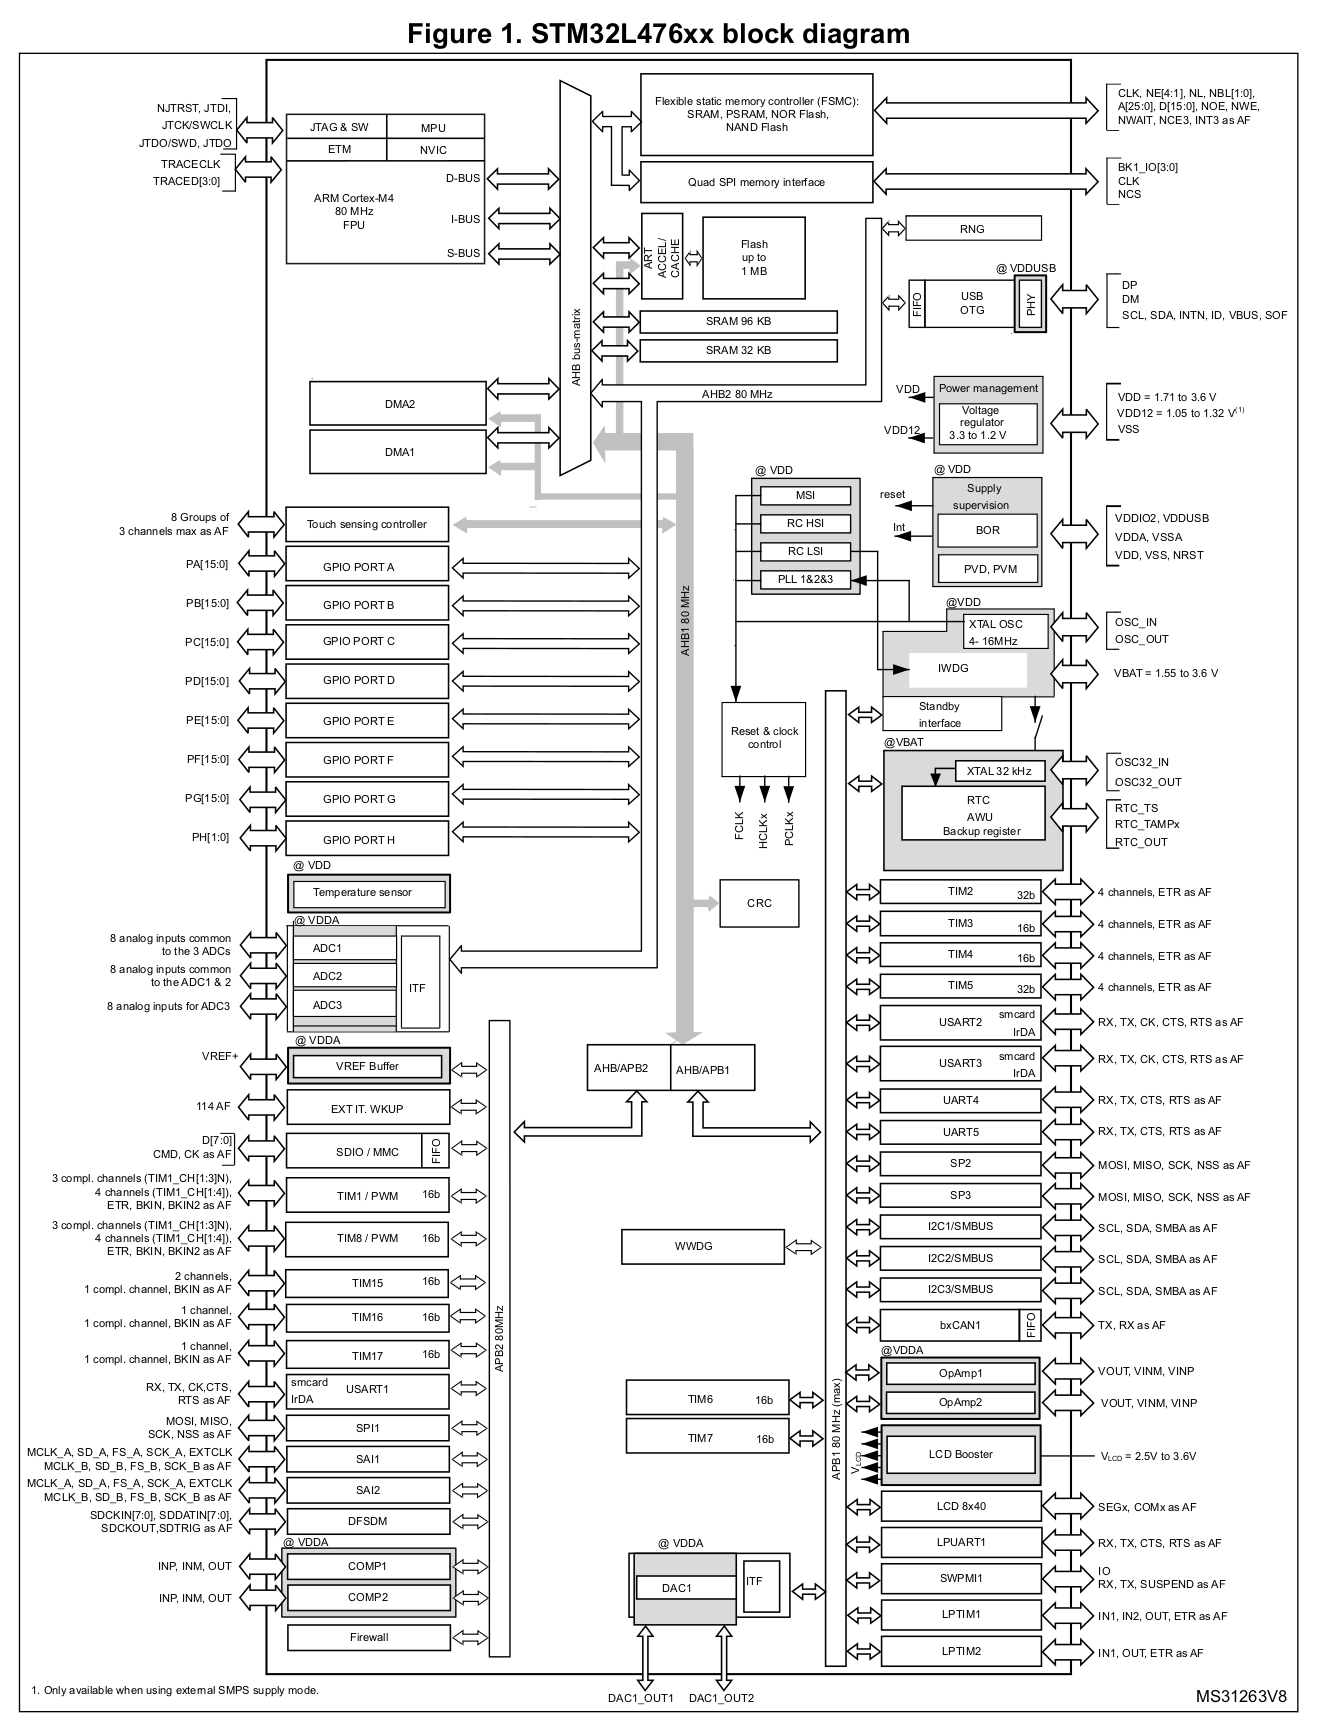 Figure 1. STM32L476xx block diagram
NJTRST, JTDI,
JTCK/SWCLK
JTDO/SWD, JTDO
TRACECLK
TRACED[3:0]
JTAG & SW
MPU
ETM
NVIC
ARM Cortex-M4
80 MHz
FPU
D-BUS
I-BUS
S-BUS
AHB bus-matrix
Flexible static memory controller (FSMC):
SRAM, PSRAM, NOR Flash,
NAND Flash
CLK, NE[4:1], NL, NBL[1:0],
A[25:0], D[15:0], NOE, NWE,
NWAIT, NCE3, INT3 as AF
Quad SPI memory interface
BK1_IO[3:0]
CLK
NCS
ART
ACCEL/
CACHE
Flash
up to
1 MB
RNG
@ VDDUSB
FIFO
USB
OTG
PHY
DP
DM
SCL, SDA, INTN, ID, VBUS, SOF
SRAM 96 KB
SRAM 32 KB
AHB2 80 MHz
DMA2
DMA1
VDD
VDD12
Power management
Voltage
regulator
3.3 to 1.2 V
VDD = 1.71 to 3.6 V
VDD12 = 1.05 to 1.32 V(1)
VSS
@ VDD
MSI
RC HSI
RC LSI
PLL 1&2&3
@ VDD
reset
Int
Supply
supervision
BOR
PVD, PVM
VDDIO2, VDDUSB
VDDA, VSSA
VDD, VSS, NRST
8 Groups of
3 channels max as AF
Touch sensing controller
PA[15:0]
GPIO PORT A
PB[15:0]
GPIO PORT B
PC[15:0]
GPIO PORT C
PD[15:0]
GPIO PORT D
PE[15:0]
GPIO PORT E
PF[15:0]
GPIO PORT F
PG[15:0]
GPIO PORT G
PH[1:0]
GPIO PORT H
AHB1 80 MHz
@VDD
XTAL OSC
4- 16MHz
IWDG
OSC_IN
OSC_OUT
VBAT = 1.55 to 3.6 V
Standby
interface
Reset & clock
control
FCLK
HCLKx
PCLKx
@VBAT
XTAL 32 kHz
RTC
AWU
Backup register
OSC32_IN
OSC32_OUT
RTC_TS
RTC_TAMPx
RTC_OUT
@ VDD
Temperature sensor
@ VDDA
8 analog inputs common
to the 3 ADCs
8 analog inputs common
to the ADC1 & 2
8 analog inputs for ADC3
ADC1
ADC2
ADC3
ITF
CRC
@ VDDA
VREF+
VREF Buffer
AHB/APB2
AHB/APB1
114 AF
EXT IT. WKUP
D[7:0]
CMD, CK as AF
SDIO / MMC
FIFO
3 compl. channels (TIM1_CH[1:3]N),
4 channels (TIM1_CH[1:4]),
ETR, BKIN, BKIN2 as AF
TIM1 / PWM
16b
3 compl. channels (TIM1_CH[1:3]N),
4 channels (TIM1_CH[1:4]),
ETR, BKIN, BKIN2 as AF
TIM8 / PWM
16b
2 channels,
1 compl. channel, BKIN as AF
TIM15
16b
1 channel,
1 compl. channel, BKIN as AF
TIM16
16b
1 channel,
1 compl. channel, BKIN as AF
TIM17
16b
RX, TX, CK,CTS,
RTS as AF
smcard
IrDA
USART1
MOSI, MISO,
SCK, NSS as AF
SPI1
MCLK_A, SD_A, FS_A, SCK_A, EXTCLK
MCLK_B, SD_B, FS_B, SCK_B as AF
SAI1
MCLK_A, SD_A, FS_A, SCK_A, EXTCLK
MCLK_B, SD_B, FS_B, SCK_B as AF
SAI2
SDCKIN[7:0], SDDATIN[7:0],
SDCKOUT,SDTRIG as AF
DFSDM
@ VDDA
INP, INM, OUT
COMP1
INP, INM, OUT
COMP2
Firewall
APB2 80MHz
WWDG
TIM6
16b
TIM7
16b
@ VDDA
DAC1
ITF
DAC1_OUT1
DAC1_OUT2
APB1 80 MHz (max)
TIM2
32b
4 channels, ETR as AF
TIM3
16b
4 channels, ETR as AF
TIM4
16b
4 channels, ETR as AF
TIM5
32b
4 channels, ETR as AF
USART2
smcard
IrDA
RX, TX, CK, CTS, RTS as AF
USART3
smcard
IrDA
RX, TX, CK, CTS, RTS as AF
UART4
RX, TX, CTS, RTS as AF
UART5
RX, TX, CTS, RTS as AF
SP2
MOSI, MISO, SCK, NSS as AF
SP3
MOSI, MISO, SCK, NSS as AF
I2C1/SMBUS
SCL, SDA, SMBA as AF
I2C2/SMBUS
SCL, SDA, SMBA as AF
I2C3/SMBUS
SCL, SDA, SMBA as AF
bxCAN1
FIFO
TX, RX as AF
@VDDA
OpAmp1
VOUT, VINM, VINP
OpAmp2
VOUT, VINM, VINP
VLCD
LCD Booster
VLCD = 2.5V to 3.6V
LCD 8x40
SEGx, COMx as AF
LPUART1
RX, TX, CTS, RTS as AF
SWPMI1
IO
RX, TX, SUSPEND as AF
LPTIM1
IN1, IN2, OUT, ETR as AF
LPTIM2
IN1, OUT, ETR as AF
1. Only available when using external SMPS supply mode.
MS31263V8